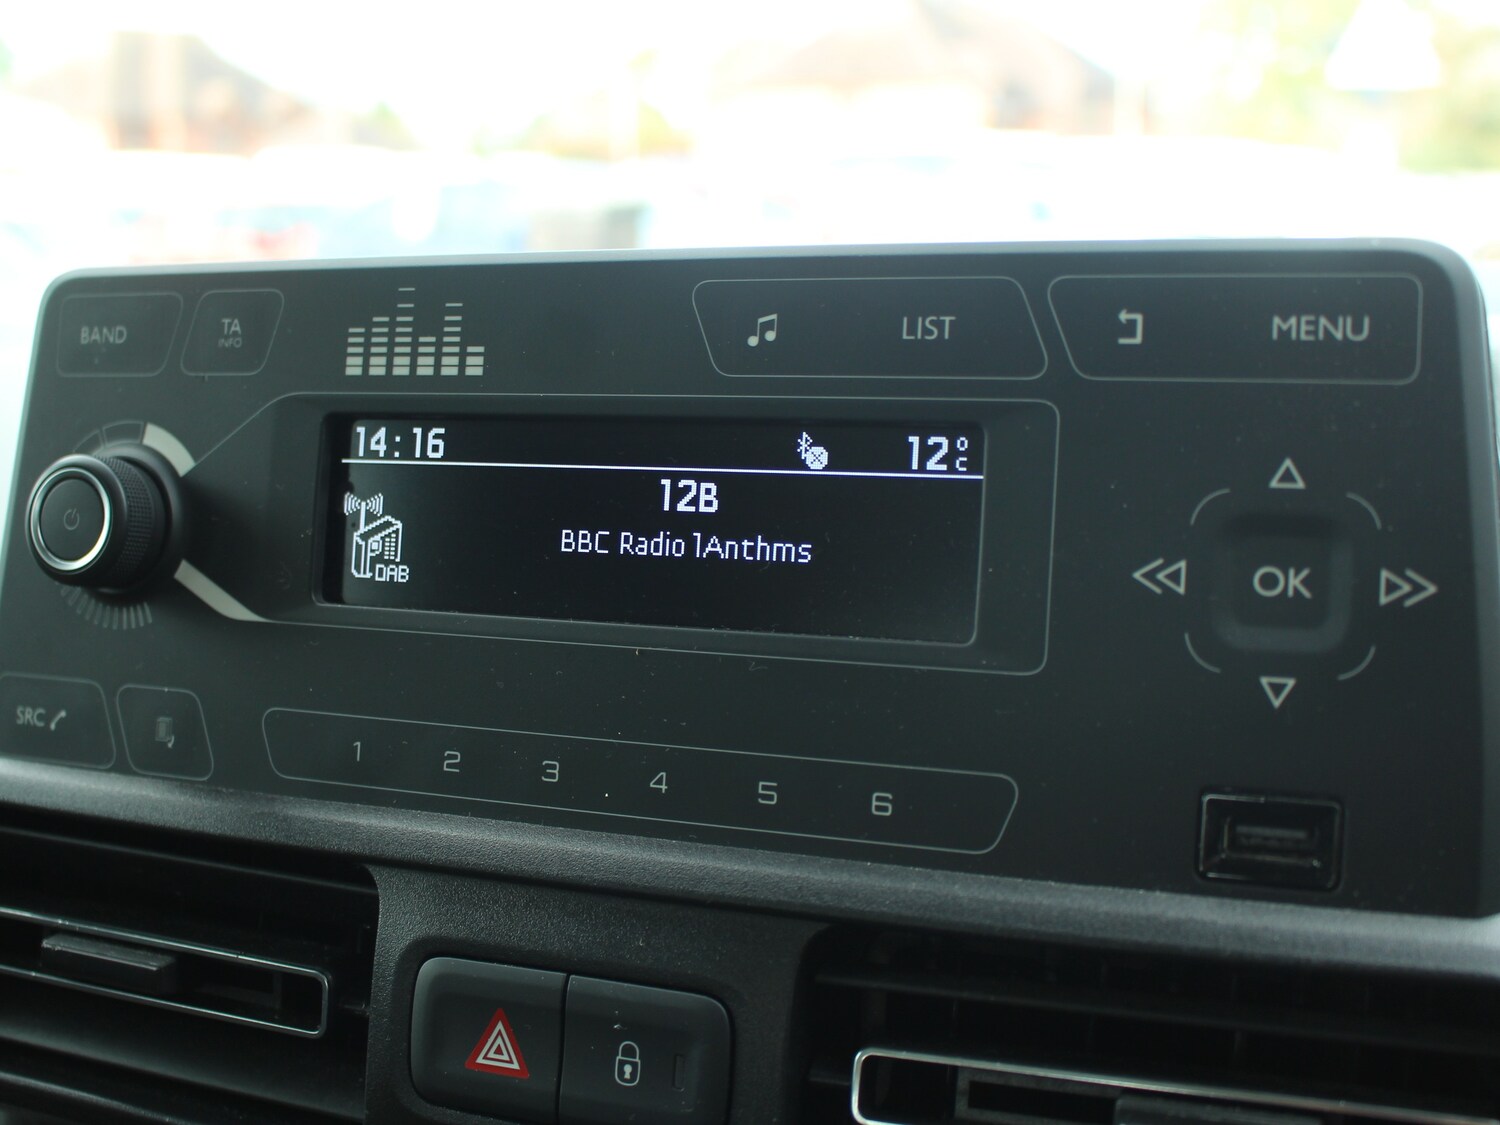 BAND
TA
INFO
LIST
MENU
14:16
12°C
12B
BBC Radio 1Anthms
DAB
OK
SRC
1 2 3 4 5 6